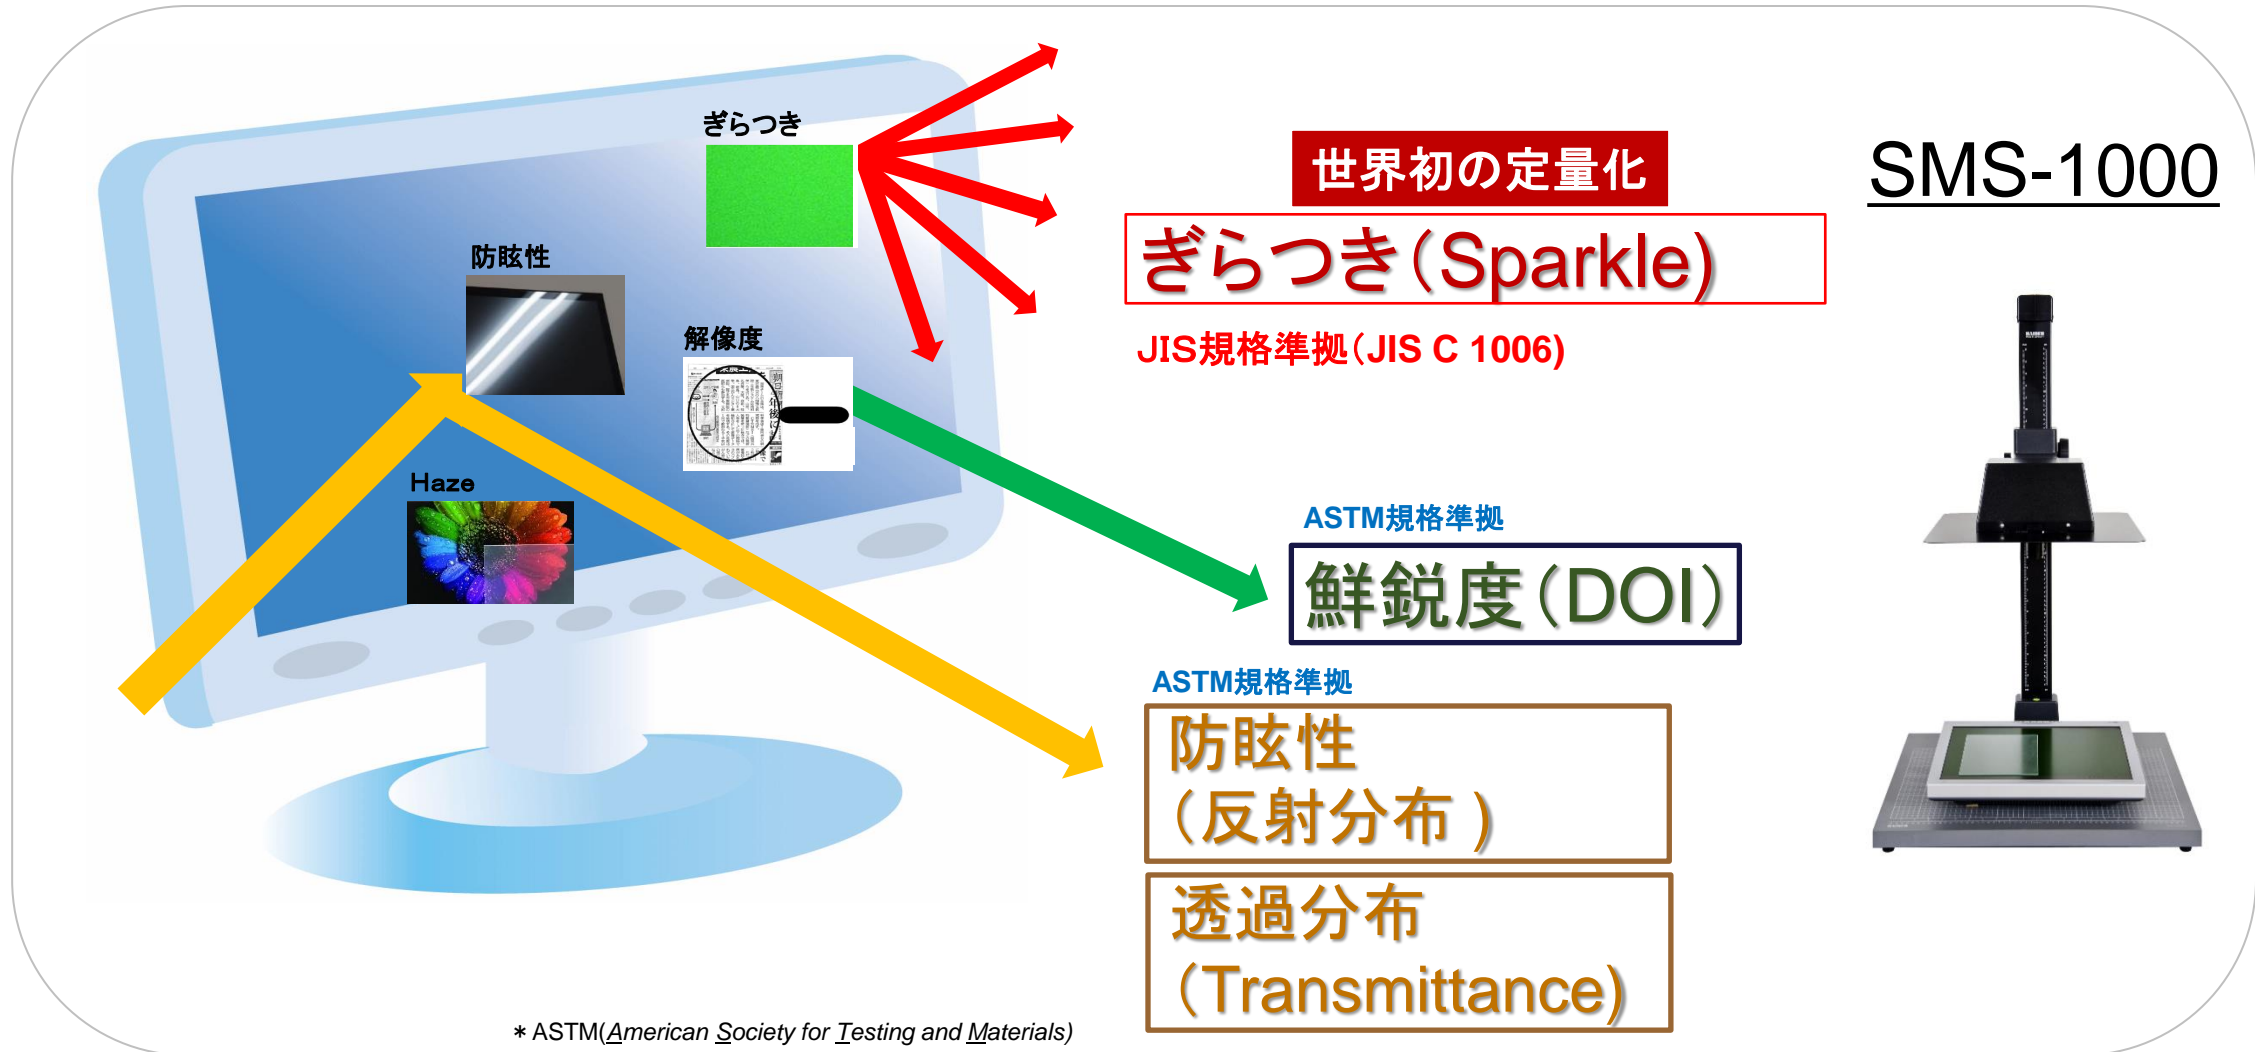 ぎらつき
防眩性
解像度
Haze
世界初の定量化
ぎらつき（Sparkle)
JIS規格準拠（JIS C 1006)
SMS-1000
ASTM規格準拠
鮮鋭度（DOI）
ASTM規格準拠
防眩性
（反射分布 )
透過分布
（Transmittance)
＊ASTM(American Society for Testing and Materials)